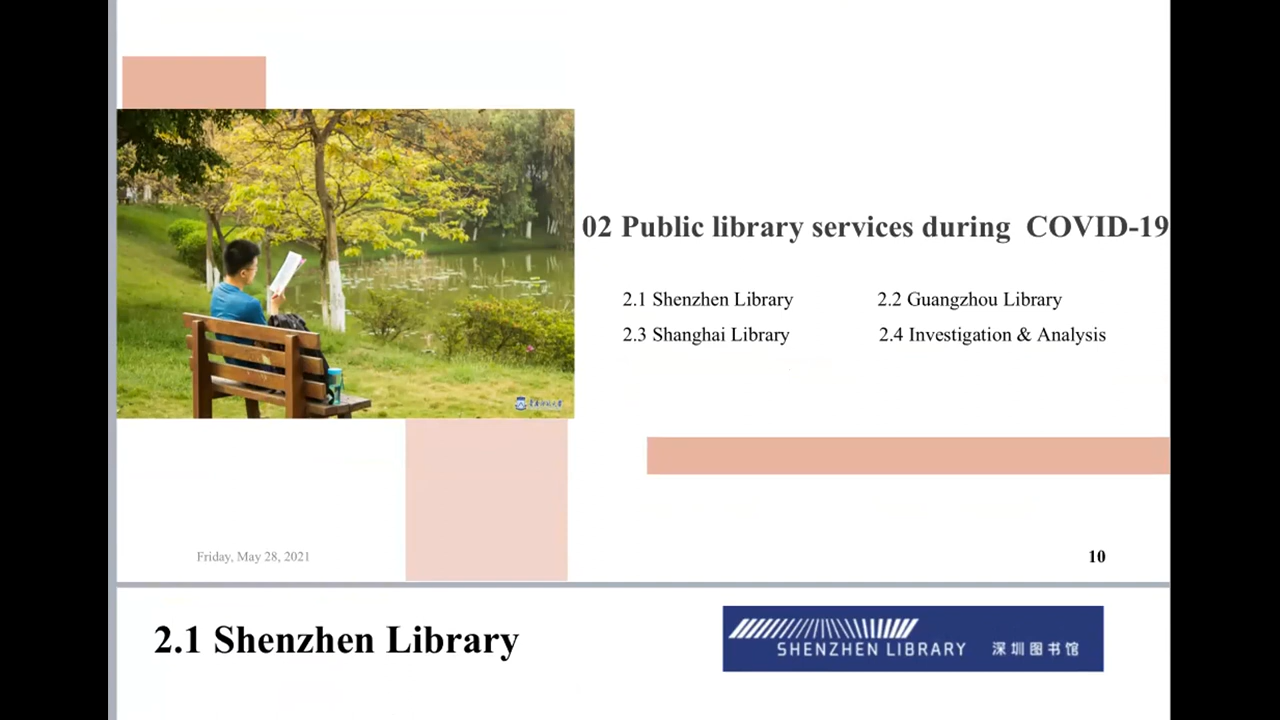 02 Public library services during COVID-19
2.1 Shenzhen Library
2.2 Guangzhou Library
2.3 Shanghai Library
2.4 Investigation & Analysis
Friday, May 28, 2021
10
2.1 Shenzhen Library
SHENZHEN LIBRARY 深圳图书馆